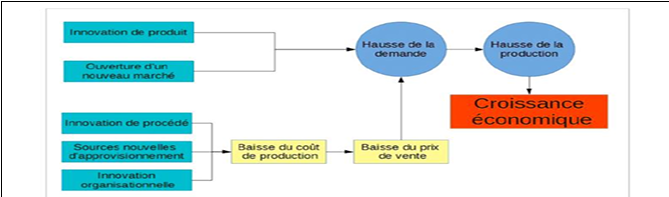 Innovation de produit
Ouverture d'un
nouveau marché
Hausse de la
demande
Hausse de la
production
Croissance
économique
Innovation de procédé
Sources nouvelles
d'approvisionnement
Innovation
organisationnelle
Baisse du coût
de production
Baisse du prix
de vente